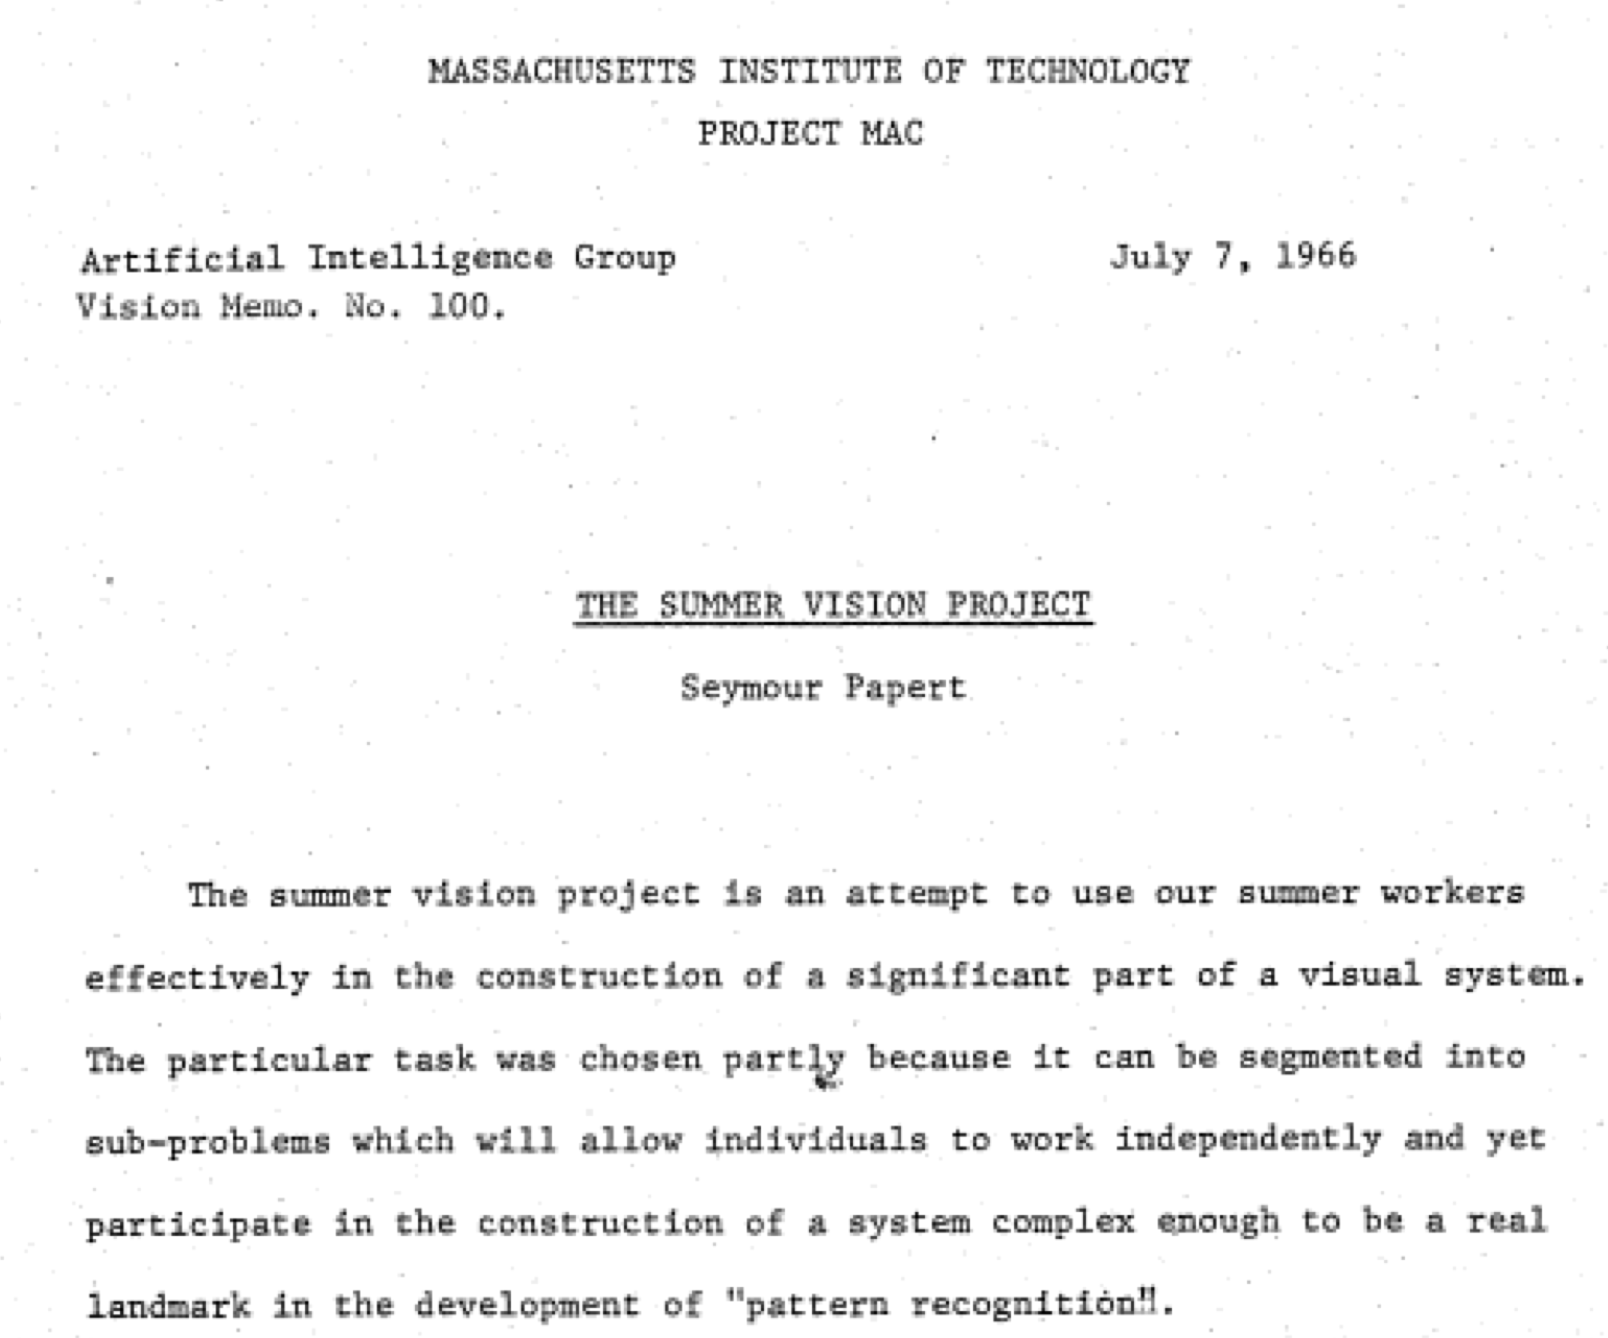 MASSACHUSETTS INSTITUTE OF TECHNOLOGY
PROJECT MAC
Artificial Intelligence Group July 7, 1966
Vision Memo. No. 100.
THE SUMMER VISION PROJECT
Seymour Papert
The summer vision project is an attempt to use our summer workers
effectively in the construction of a significant part of a visual system.
The particular task was chosen partly because it can be segmented into
sub-problems which will allow individuals to work independently and yet
participate in the construction of a system complex enough to be a real
landmark in the development of "pattern recognition".